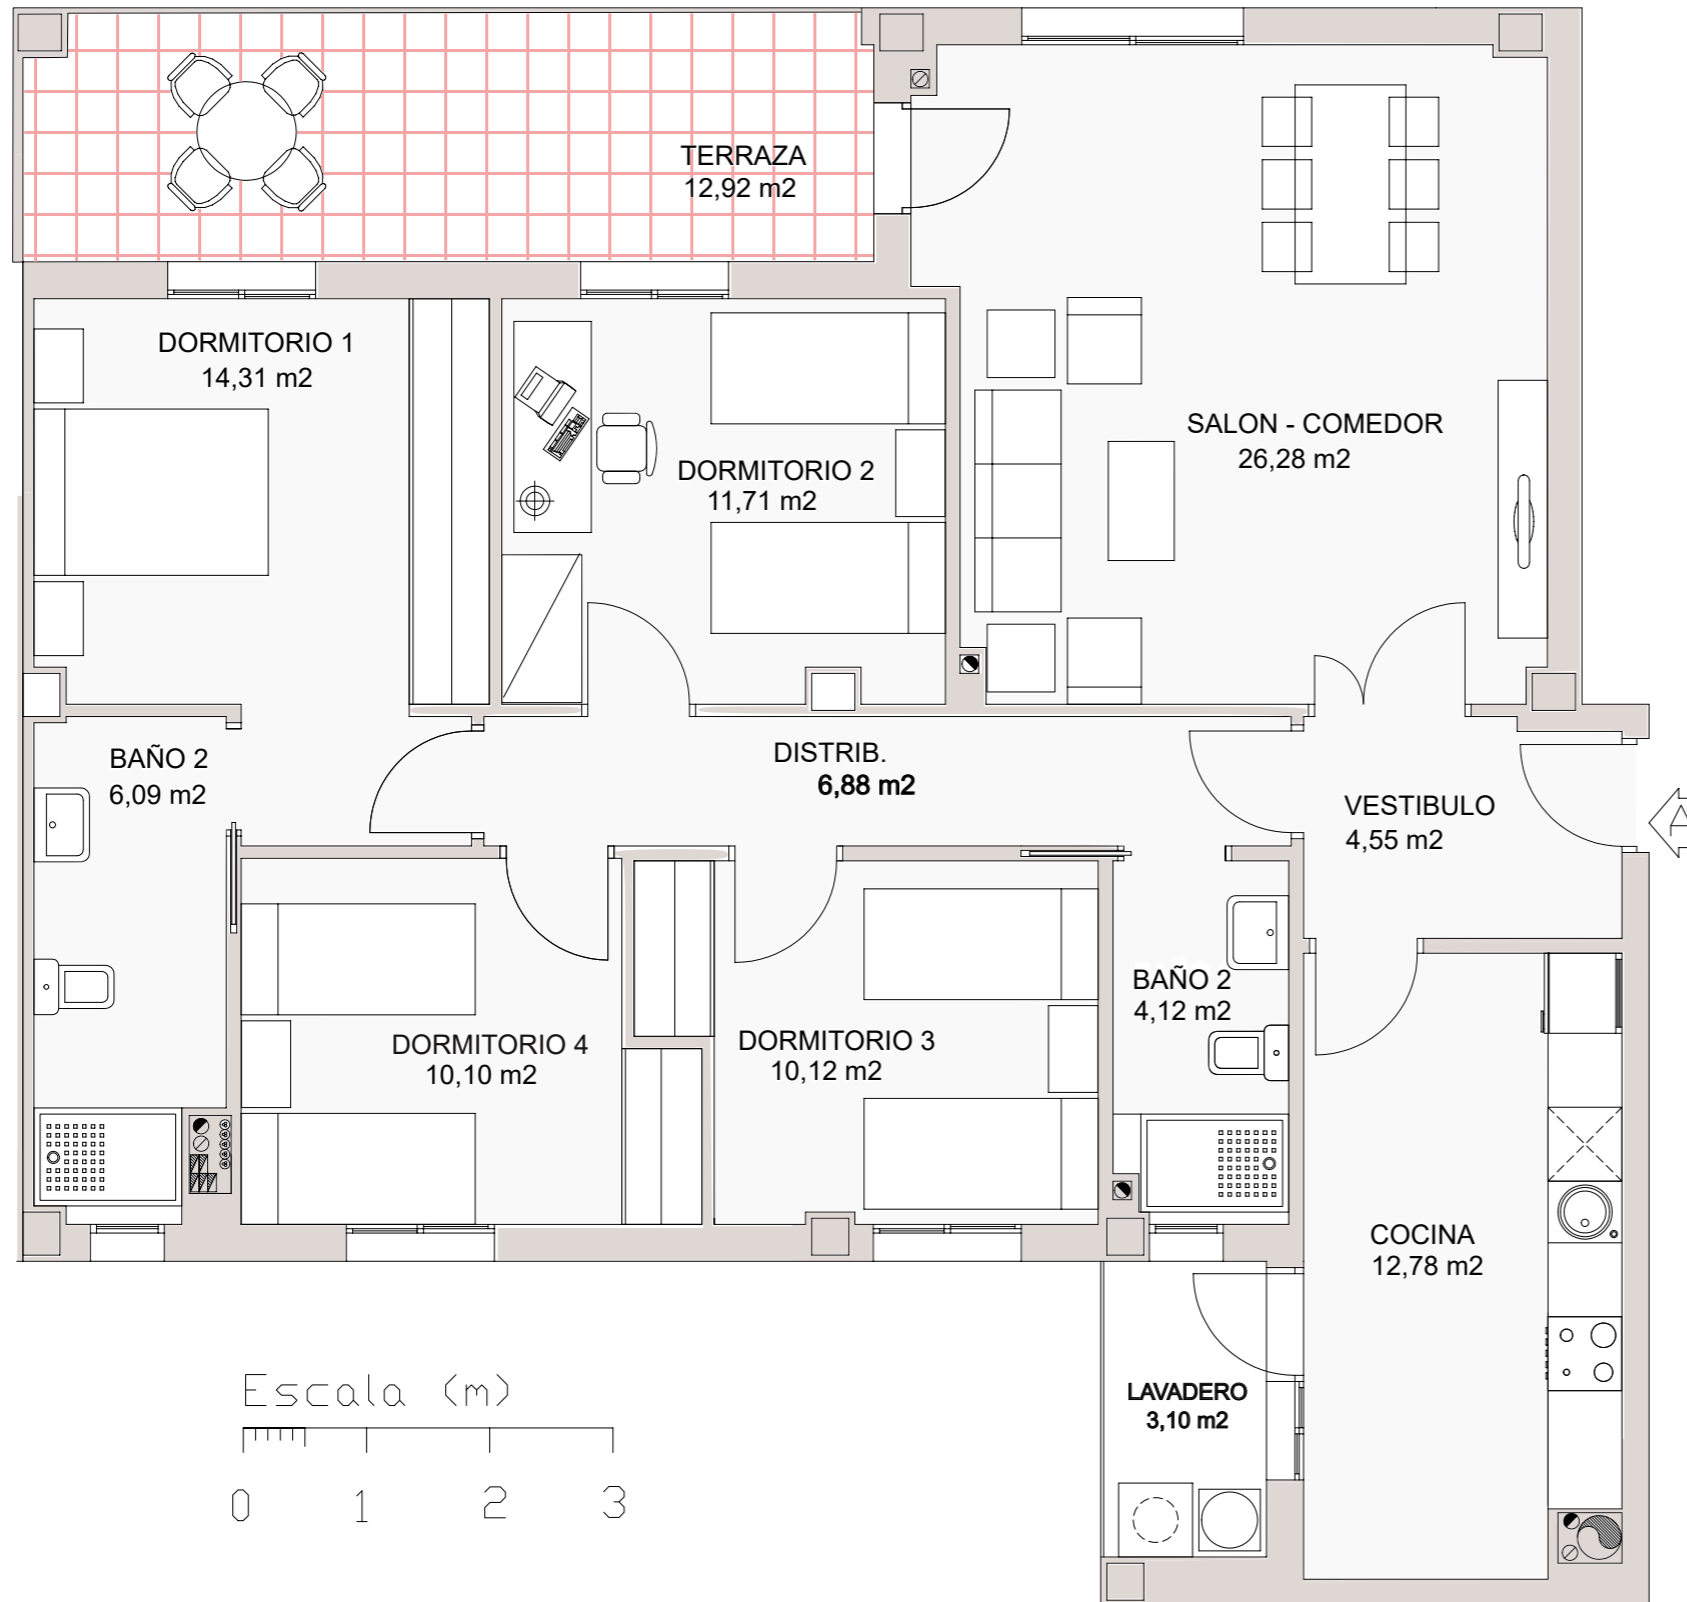 TERRAZA
12,92 m2
DORMITORIO 1
14,31 m2
DORMITORIO 2
11,71 m2
SALON - COMEDOR
26,28 m2
BAÑO 2
6,09 m2
DISTRIB.
6,88 m2
VESTIBULO
4,55 m2
A
DORMITORIO 4
10,10 m2
DORMITORIO 3
10,12 m2
BAÑO 2
4,12 m2
COCINA
12,78 m2
LAVADERO
3,10 m2
Escala (m)
0 1 2 3